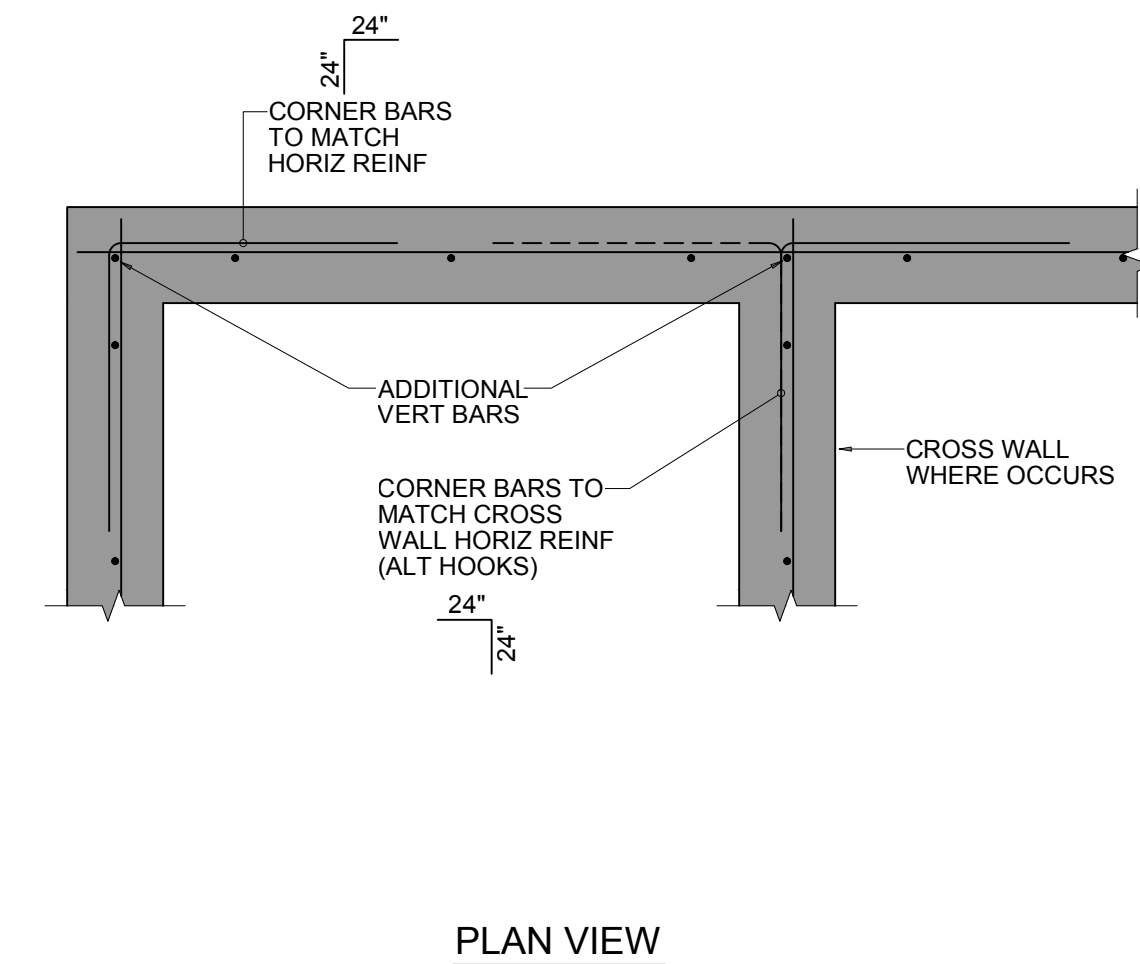 24"
24"
CORNER BARS
TO MATCH
HORIZ REINF
ADDITIONAL
VERT BARS
CROSS WALL
WHERE OCCURS
CORNER BARS TO
MATCH CROSS
WALL HORIZ REINF
(ALT HOOKS)
24"
24"
PLAN VIEW